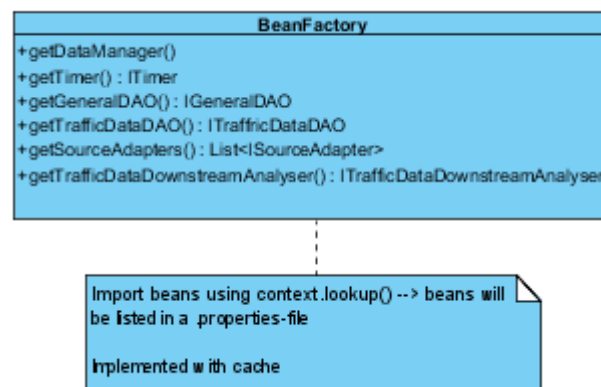 BeanFactory
+getDataManager()
+getTimer() : ITimer
+getGeneralDAO() : IGeneralDAO
+getTrafficDataDAO() : ITraffricDataDAO
+getSourceAdapters() : List<ISourceAdapter>
+getTrafficDataDownstreamAnalyser() : ITrafficDataDownstreamAnalyser
Import beans using context.lookup() --> beans will
be listed in a .properties-file
Implemented with cache